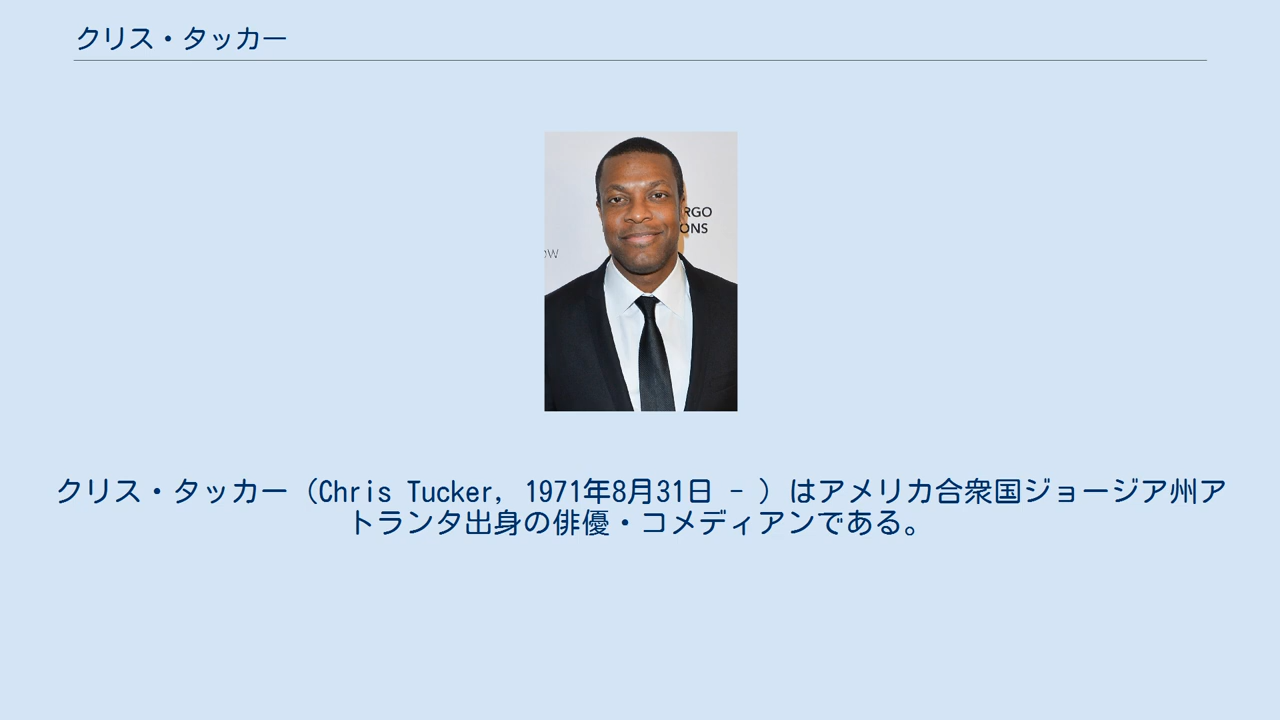 クリス・タッカー
RGO
ONS
OW
クリス・タッカー（Chris Tucker, 1971年8月31日 - ）はアメリカ合衆国ジョージア州ア
トランタ出身の俳優・コメディアンである。